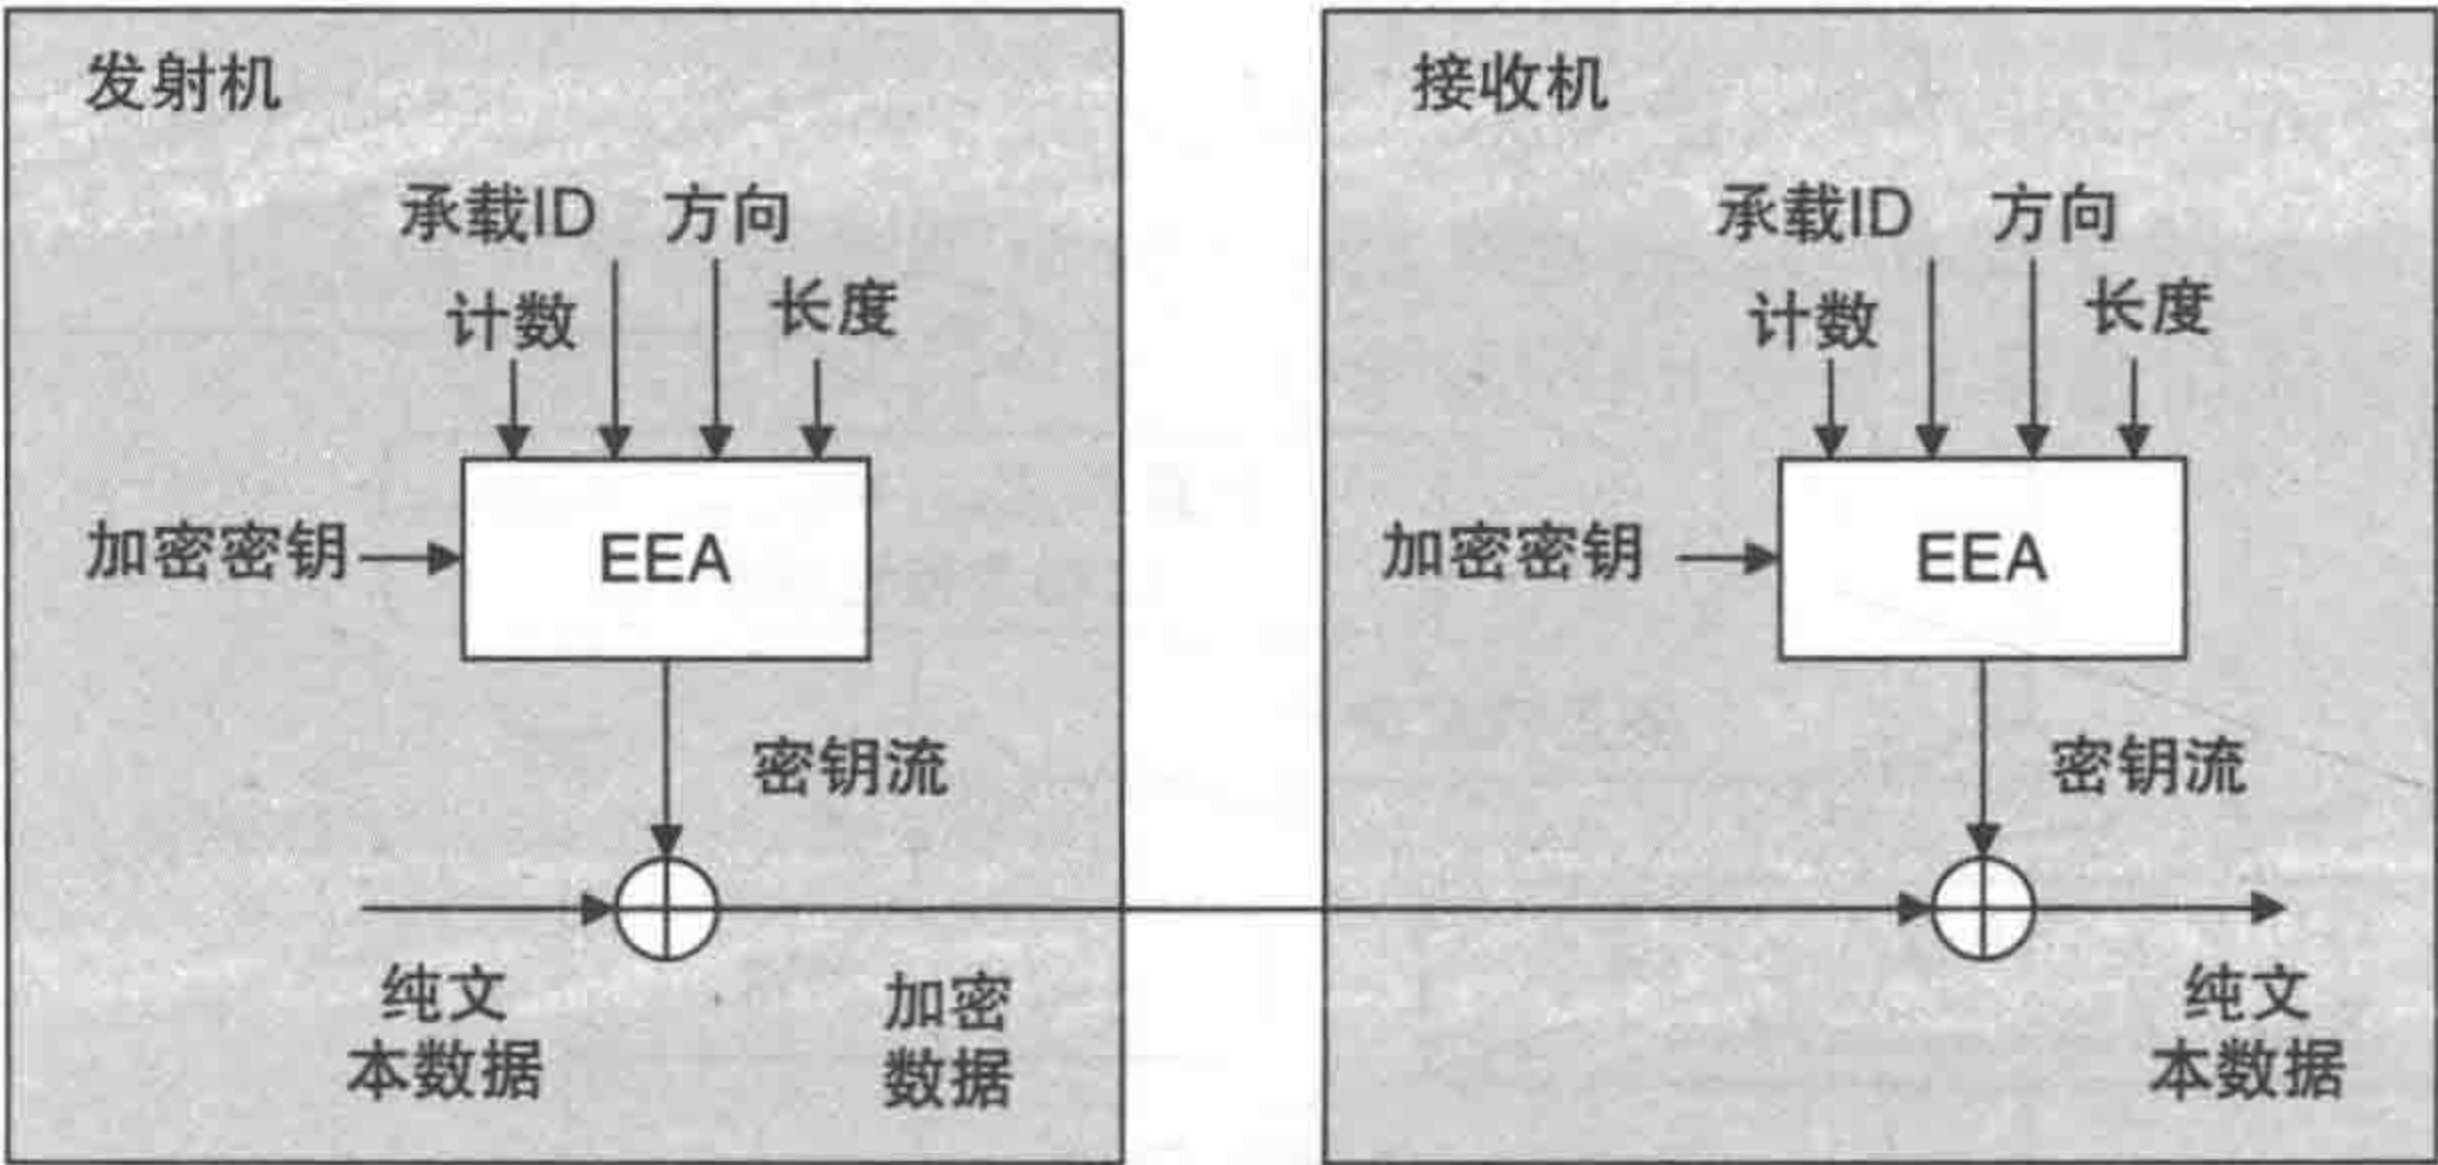 发射机
承载ID 方向
计数 长度
加密密钥
EEA
密钥流
纯文
本数据
加密
数据
接收机
承载ID 方向
计数 长度
加密密钥
EEA
密钥流
纯文
本数据